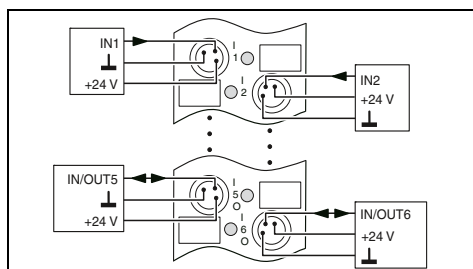 IN1
+24 V
I
1
I
2
IN2
+24 V
IN/OUT5
+24 V
I
5
O
I
6
O
IN/OUT6
+24 V